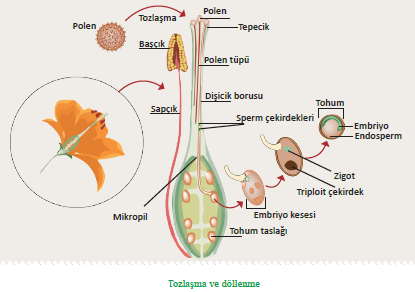 Polen
Tozlaşma
Polen
Tepecik
Başçık
Polen tüpü
Sapçık
Dişicik borusu
Sperm çekirdekleri
Tohum
Embriyo
Endosperm
Zigot
Triploit çekirdek
Mikropil
Embriyo kesesi
Tohum taslağı
Tozlaşma ve döllenme